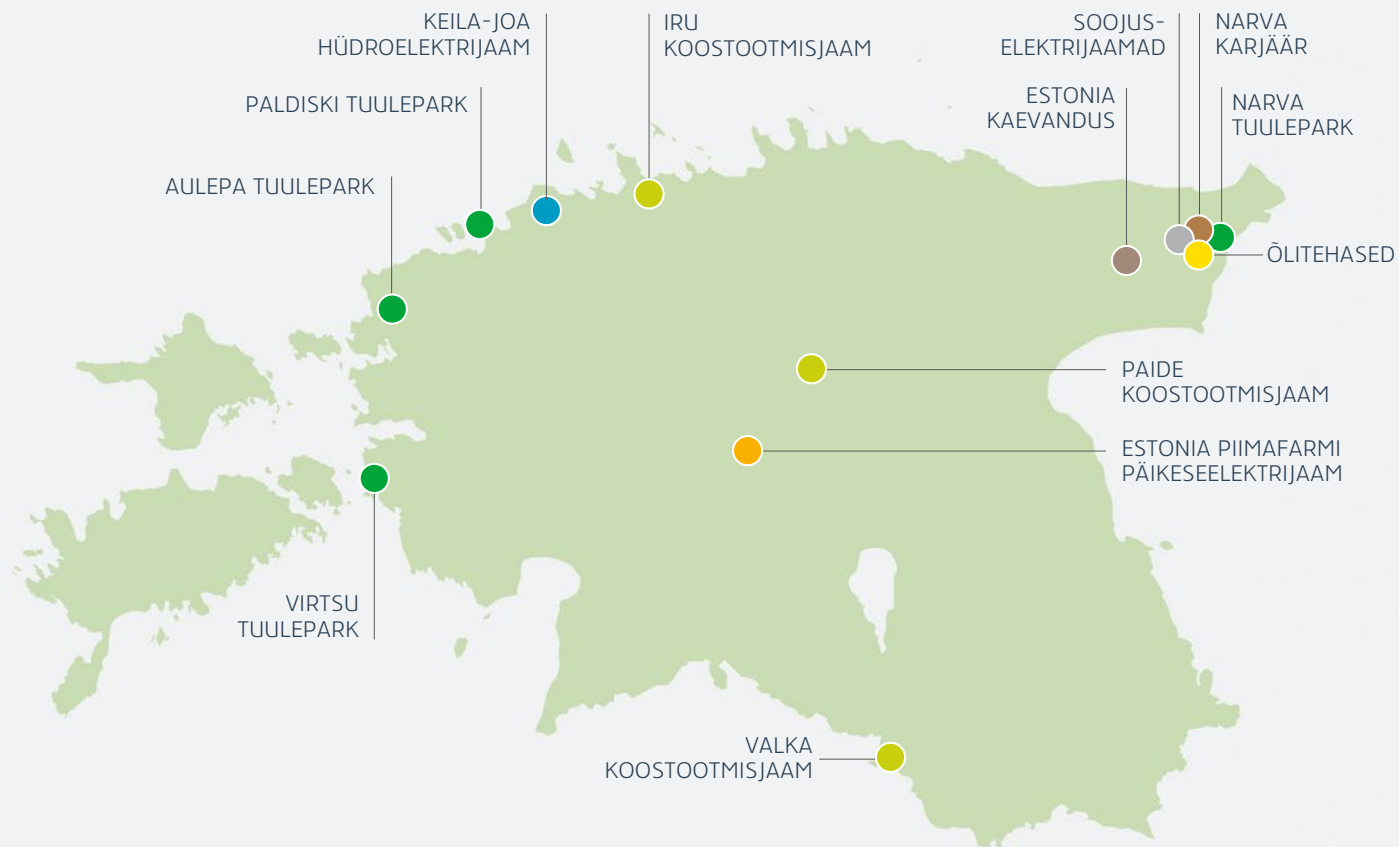 KEILA-JOA
HÜDROELEKTRIJAAM
IRU
KOOSTOOTMISJAAM
SOOJUS-
ELEKTRIJAAMAD
NARVA
KARJÄÄR
PALDISKI TUULEPARK
ESTONIA
KAEVANDUS
NARVA
TUULEPARK
AULEPA TUULEPARK
ÕLITEHASED
PAIDE
KOOSTOOTMISJAAM
ESTONIA PIIMAFARMI
PÄIKESEELEKTRIJAAM
VIRTSU
TUULEPARK
VALKA
KOOSTOOTMISJAAM